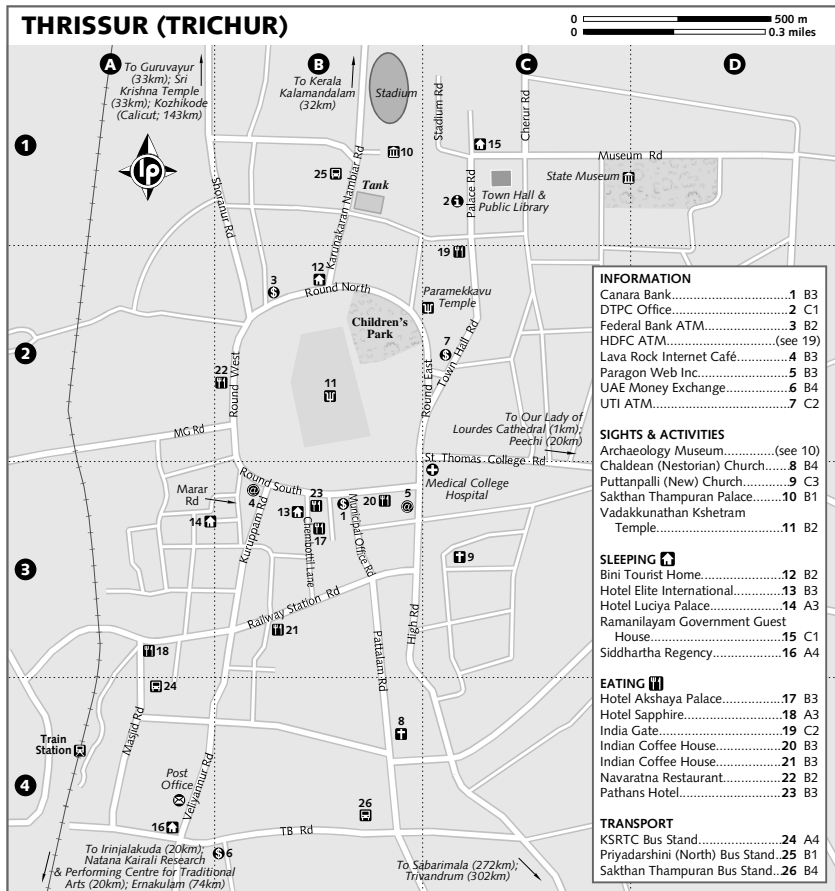 THRISSUR (TRICHUR)
0 500 m
0 0.3 miles
A
B
C
D
1
2
3
4
To Guruvayur
(33km); Sri
Krishna Temple
(33km); Kozhikode
(Calicut; 143km)
To Kerala
Kalamandalam
(32km)
Stadium
Stadium Rd
Cherur Rd
lp
10
15
Museum Rd
25
Tank
State Museum
Shoranur Rd
Karunakaran Nambiar Rd
2
Palace Rd
Town Hall &
Public Library
19
12
3
Round North
Paramekkavu
Temple
Children's
Park
7
Town Hall Rd
22
Round West
11
Round East
To Our Lady of
Lourdes Cathedral (1km);
Peechi (20km)
MG Rd
St Thomas College Rd
Round South
Medical College
Hospital
Marar
Rd
4
23
20
5
13
1
14
17
Kuruppam Rd
Chembottil Lane
Municipal Office Rd
9
Railway Station Rd
High Rd
21
18
Pattalam Rd
24
Masjid Rd
8
Train
Station
Post
Office
Veliyannur Rd
26
16
TB Rd
6
To Irinjalakuda (20km);
Natana Kairali Research
& Performing Centre for Traditional
Arts (20km); Ernakulam (74km)
To Sabarimala (272km);
Trivandrum (302km)
INFORMATION
Canara Bank...........................1 B3
DTPC Office...........................2 C1
Federal Bank ATM...................3 B2
HDFC ATM.......................(see 19)
Lava Rock Internet Café..........4 B3
Paragon Web Inc....................5 B3
UAE Money Exchange.............6 B4
UTI ATM................................7 C2
SIGHTS & ACTIVITIES
Archaeology Museum..........(see 10)
Chaldean (Nestorian) Church...8 B4
Puttanpalli (New) Church........9 C3
Sakthan Thampuran Palace....10 B1
Vadakkunathan Kshetram
Temple................................11 B2
SLEEPING
Bini Tourist Home..................12 B2
Hotel Elite International..........13 B3
Hotel Luciya Palace...............14 A3
Ramanilayam Government Guest
House.................................15 C1
Siddhartha Regency...............16 A4
EATING
Hotel Akshaya Palace.............17 B3
Hotel Sapphire......................18 A3
India Gate............................19 C2
Indian Coffee House..............20 B3
Indian Coffee House..............21 B3
Navaratna Restaurant............22 B2
Pathans Hotel.......................23 B3
TRANSPORT
KSRTC Bus Stand..................24 A4
Priyadarshini (North) Bus Stand..25 B1
Sakthan Thampuran Bus Stand..26 B4